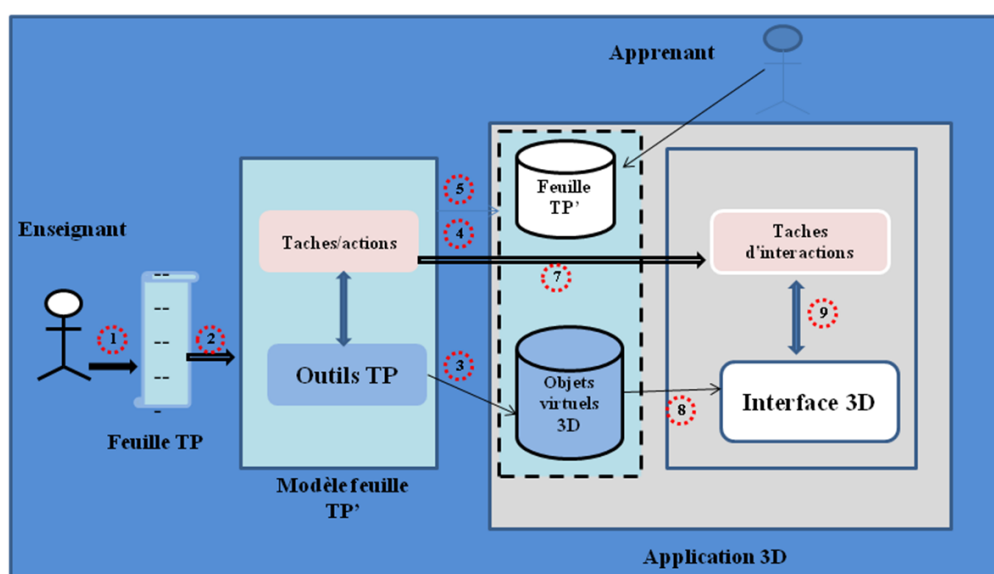 Apprenant
Enseignant
1
--
--
--
--
2
Feuille TP
Taches/actions
Outils TP
Modèle feuille
TP’
5
4
3
Feuille
TP’
7
Objets
virtuels
3D
8
Taches
d'interactions
9
Interface 3D
Application 3D